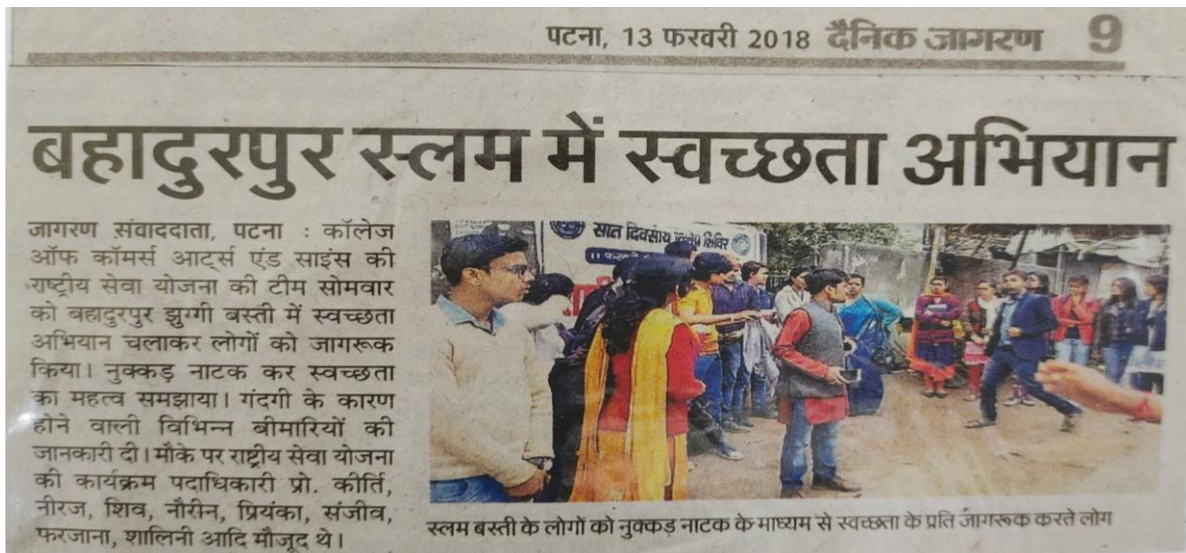 पटना, 13 फरवरी 2018 दैनिक जागरण 9
बहादुरपुर स्लम में स्वच्छता अभियान
जागरण संवाददाता, पटना : कॉलेज
ऑफ कॉमर्स आर्ट्स एंड साइंस की
राष्ट्रीय सेवा योजना की टीम सोमवार
को बहादुरपुर झुग्गी बस्ती में स्वच्छता
अभियान चलाकर लोगों को जागरूक
किया। नुक्कड़ नाटक कर स्वच्छता
का महत्व समझाया। गंदगी के कारण
होने वाली विभिन्न बीमारियों की
जानकारी दी। मौके पर राष्ट्रीय सेवा योजना
की कार्यक्रम पदाधिकारी प्रो. कीर्ति,
नीरज, शिव, नौरीन, प्रियंका, संजीव,
फरजाना, शालिनी आदि मौजूद थे।
सात दिवसीय शिविर
11
स्लम बस्ती के लोगों को नुक्कड़ नाटक के माध्यम से स्वच्छता के प्रति जागरूक करते लोग